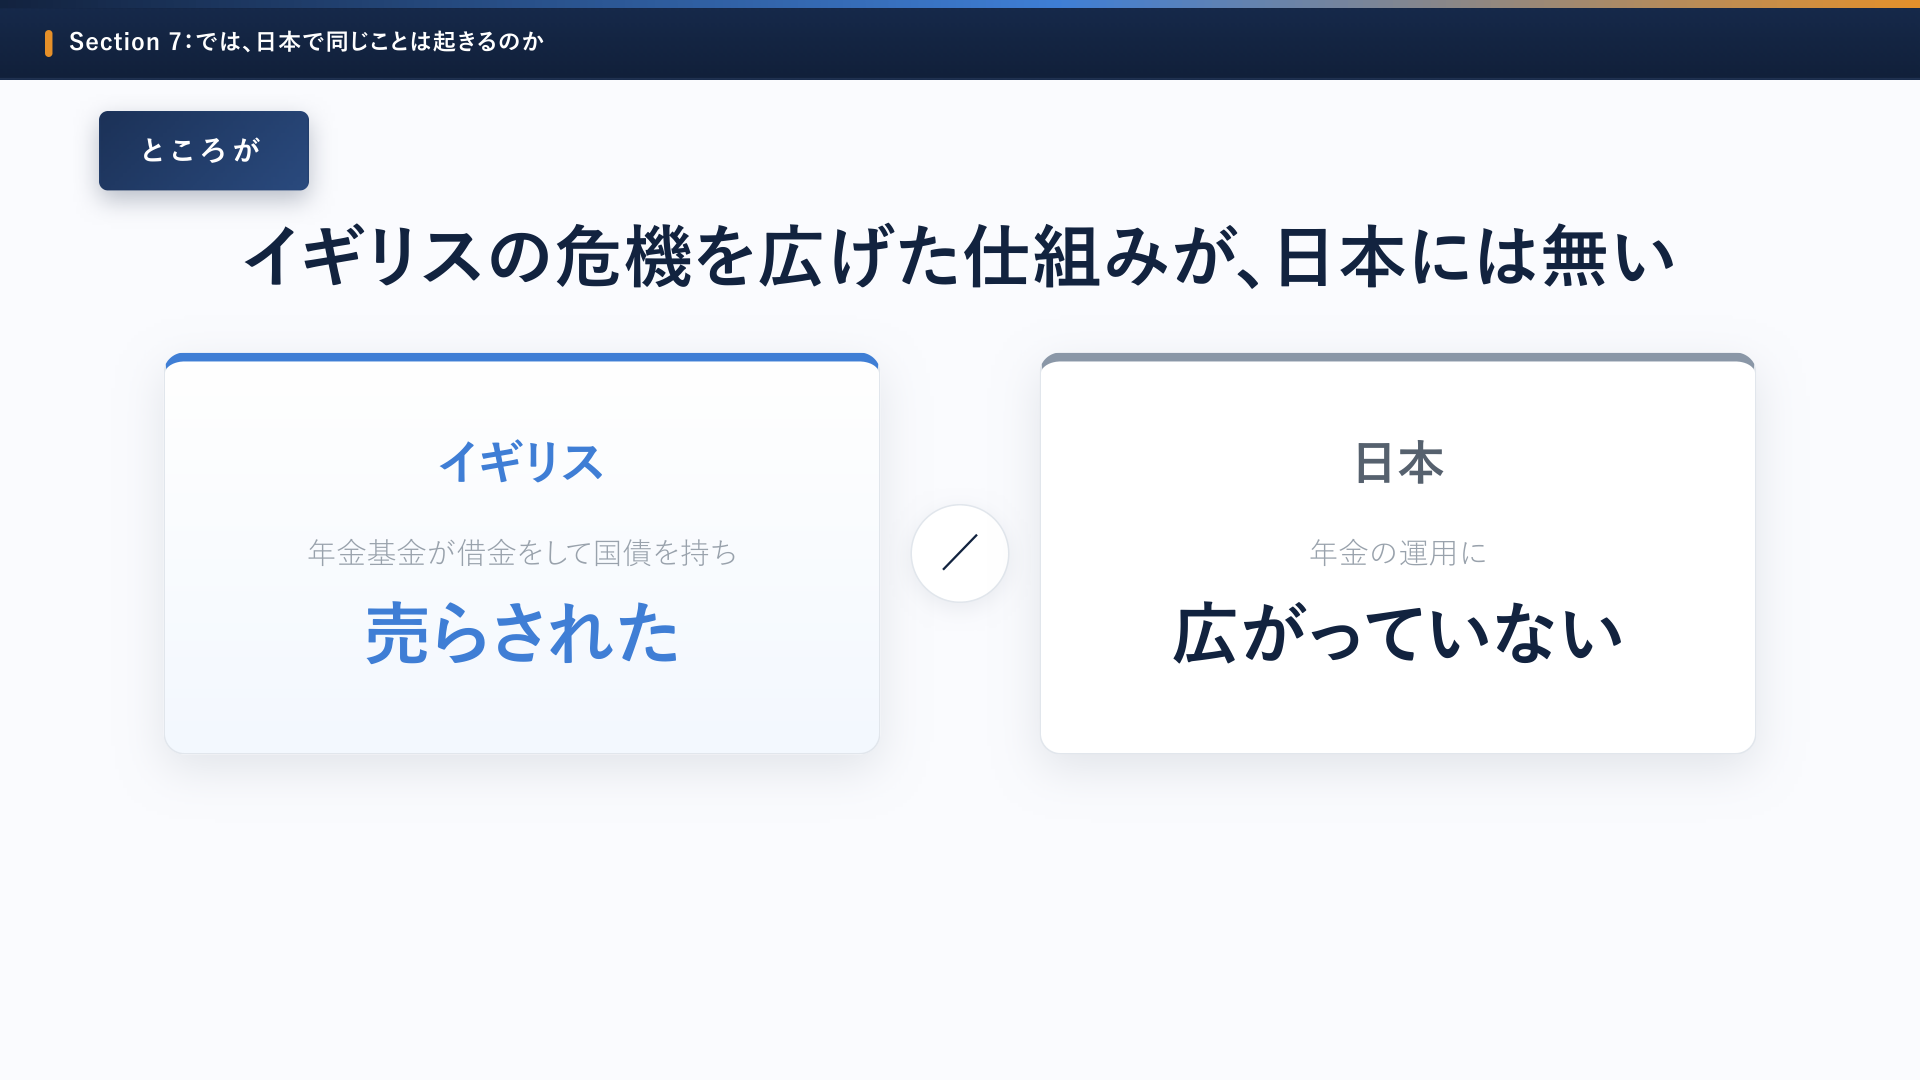 Section 7：では、日本で同じことは起きるのか
ところが
イギリスの危機を広げた仕組みが、日本には無い
イギリス
年金基金が借金をして国債を持ち
売らされた
／
日本
年金の運用に
広がっていない